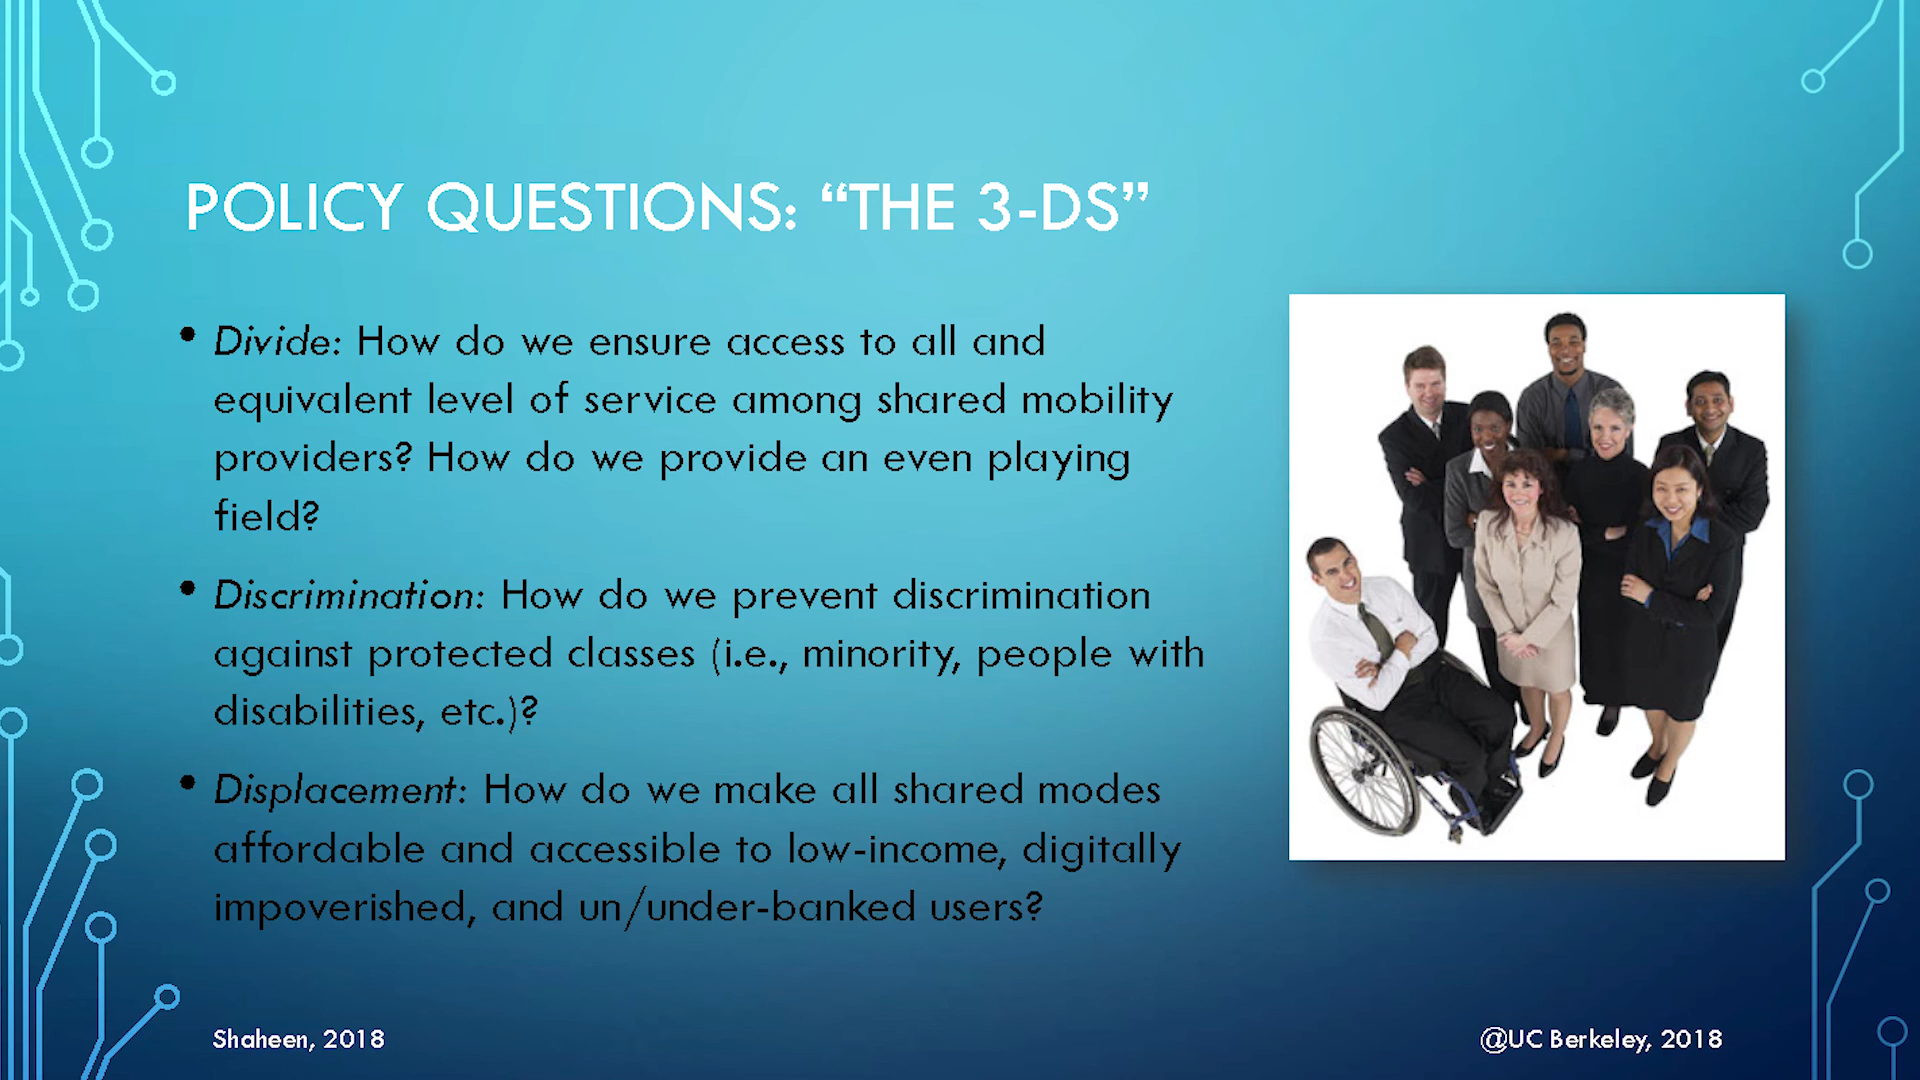 POLICY QUESTIONS: “THE 3-DS”
• Divide: How do we ensure access to all and
equivalent level of service among shared mobility
providers? How do we provide an even playing
field?
• Discrimination: How do we prevent discrimination
against protected classes (i.e., minority, people with
disabilities, etc.)?
• Displacement: How do we make all shared modes
affordable and accessible to low-income, digitally
impoverished, and un/under-banked users?
Shaheen, 2018
@UC Berkeley, 2018